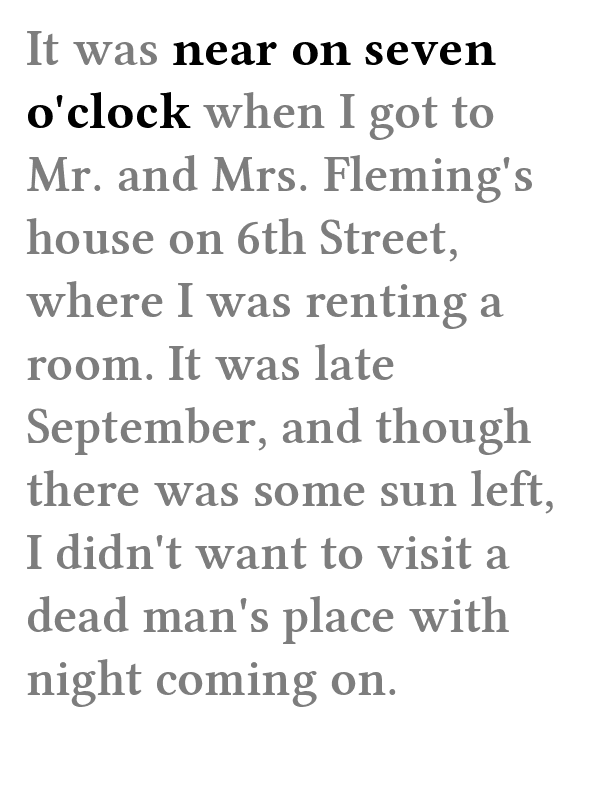 It was near on seven
o'clock when I got to
Mr. and Mrs. Fleming's
house on 6th Street,
where I was renting a
room. It was late
September, and though
there was some sun left,
I didn't want to visit a
dead man's place with
night coming on.